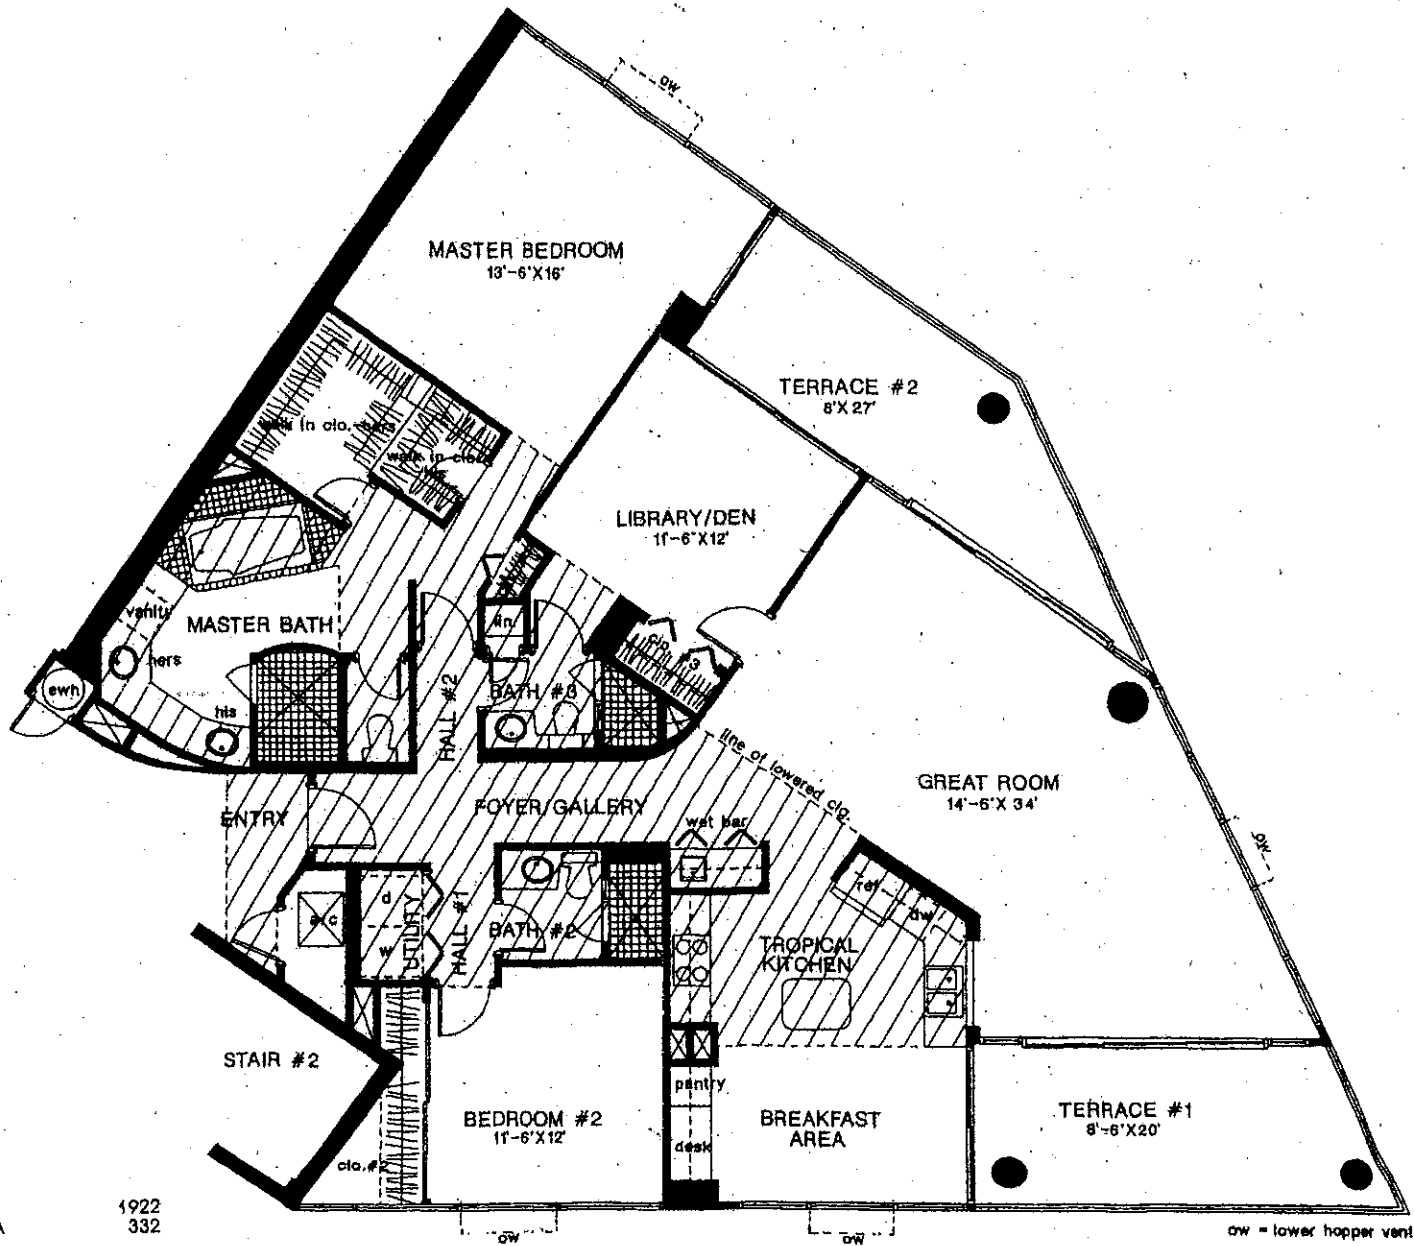 ow
MASTER BEDROOM
13'-6"X16'
TERRACE #2
8'X27'
walk in clo.-hers
walk in clo.
his
LIBRARY/DEN
11'-6"X12'
vanity
MASTER BATH
hers
ewh
his
lin
clo. #3
BATH #3
HALL #2
line of lowered clg.
GREAT ROOM
14'-6"X 34'
ENTRY
FOYER/GALLERY
wet bar
ref
dw
d
w
UTILITY
a/c
HALL #1
BATH #2
TROPICAL
KITCHEN
STAIR #2
pantry
BEDROOM #2
11'-6"X12'
BREAKFAST
AREA
desk
TERRACE #1
8'-6"X20'
clo.#2
ow
1922
332
ow
ow
ow = lower hopper vent